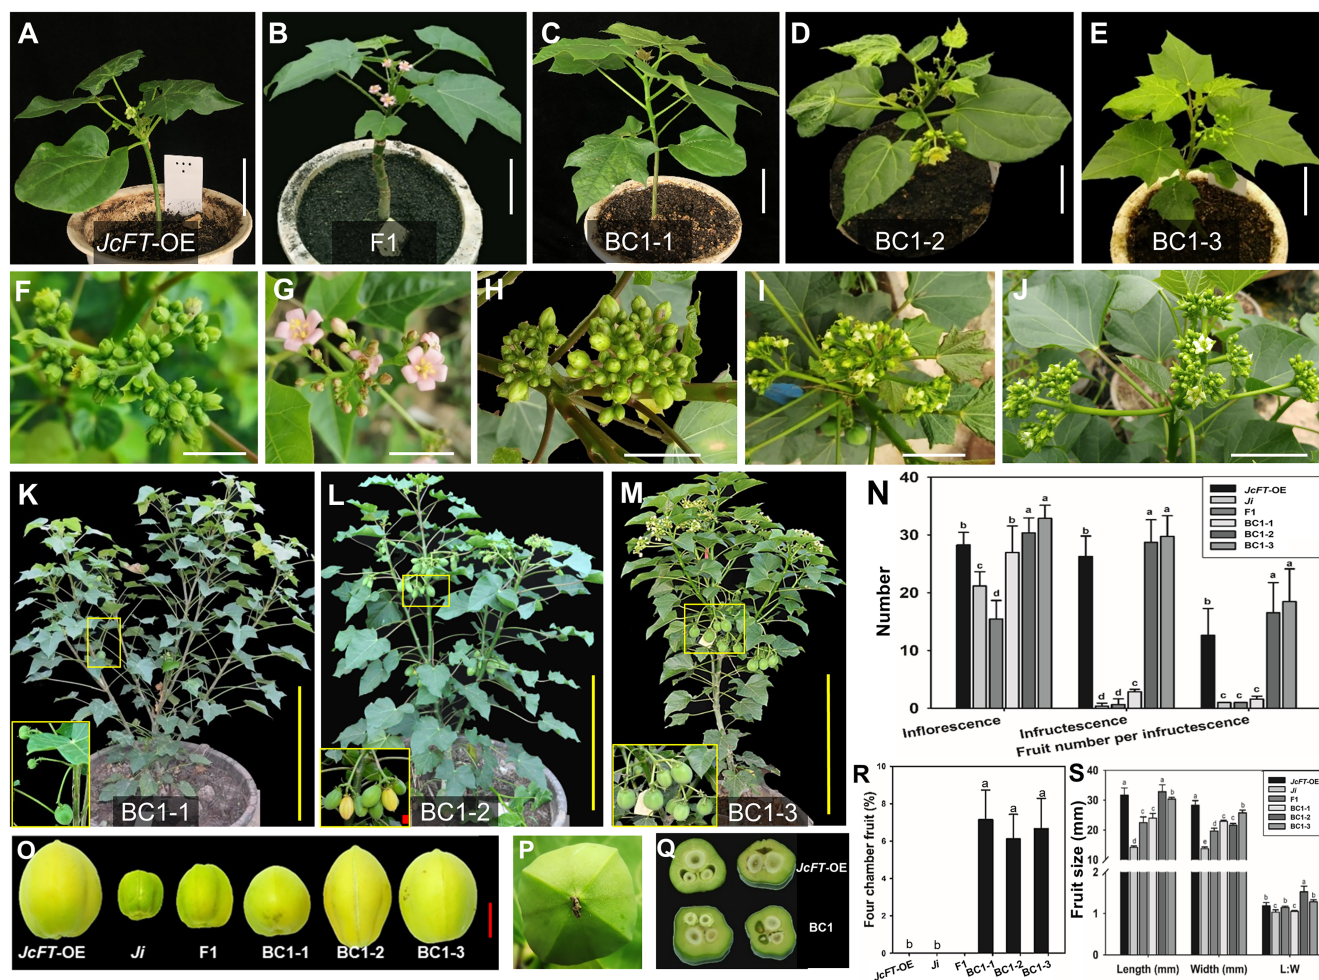 A
JcFT-OE
B
F1
C
BC1-1
D
BC1-2
E
BC1-3
F
G
H
I
J
K
BC1-1
L
BC1-2
M
BC1-3
N
Number
40
30
20
10
0
JcFT-OE
Ji
F1
BC1-1
BC1-2
BC1-3
b c d b a a
b d d c a a
b c c c a a
Inflorescence
Infructescence
Fruit number per infructescence
O
JcFT-OE Ji F1 BC1-1 BC1-2 BC1-3
P
Q
JcFT-OE
BC1
R
Four chamber fruit (%)
10
8
6
4
2
0
b b a a a
JcFT-OE Ji F1 BC1-1 BC1-2 BC1-3
S
Fruit size (mm)
40
30
20
10
2
1
0
JcFT-OE
Ji
F1
BC1-1
BC1-2
BC1-3
a d c c a b
a e d c c b
b c b c a b
Length (mm) Width (mm) L:W